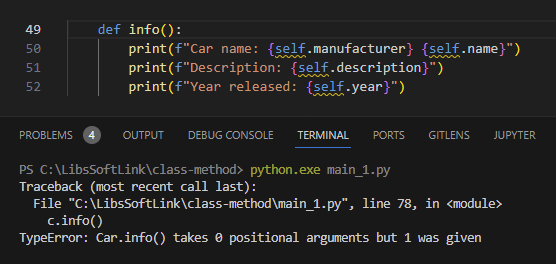 49 def info():
50 print(f"Car name: {self.manufacturer} {self.name}")
51 print(f"Description: {self.description}")
52 print(f"Year released: {self.year}")
PROBLEMS 4 OUTPUT DEBUG CONSOLE TERMINAL PORTS GITLENS JUPYTER
PS C:\LibsSoftLink\class-method> python.exe main_1.py
Traceback (most recent call last):
  File "C:\LibsSoftLink\class-method\main_1.py", line 78, in <module>
    c.info()
TypeError: Car.info() takes 0 positional arguments but 1 was given